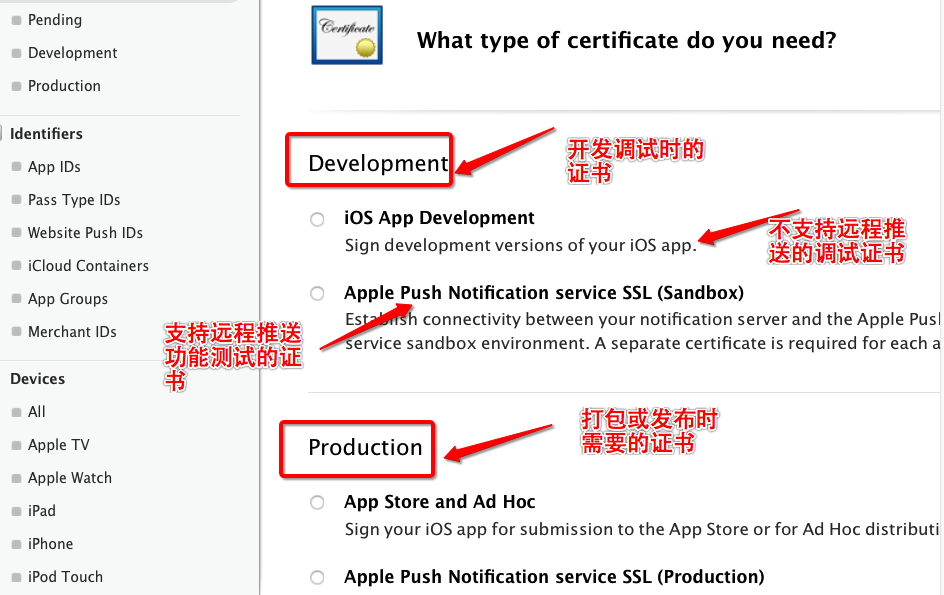 Pending
Development
Production
Identifiers
App IDs
Pass Type IDs
Website Push IDs
iCloud Containers
App Groups
Merchant IDs
Devices
All
Apple TV
Apple Watch
iPad
iPhone
iPod Touch
Certificate
What type of certificate do you need?
Development
开发调试时的
证书
iOS App Development
Sign development versions of your iOS app.
不支持远程推
送的调试证书
Apple Push Notification service SSL (Sandbox)
Establish connectivity between your notification server and the Apple Pus
service sandbox environment. A separate certificate is required for each a
支持远程推送
功能测试的证
书
Production
打包或发布时
需要的证书
App Store and Ad Hoc
Sign your iOS app for submission to the App Store or for Ad Hoc distributi
Apple Push Notification service SSL (Production)